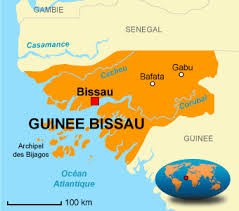 GAMBIE
SENEGAL
Casamance
Cacheu
Gabu
Bafata
Bissau
Corubal
GUINEE BISSAU
Archipel
des Bijagos
GUINEE
Océan
Atlantique
100 km